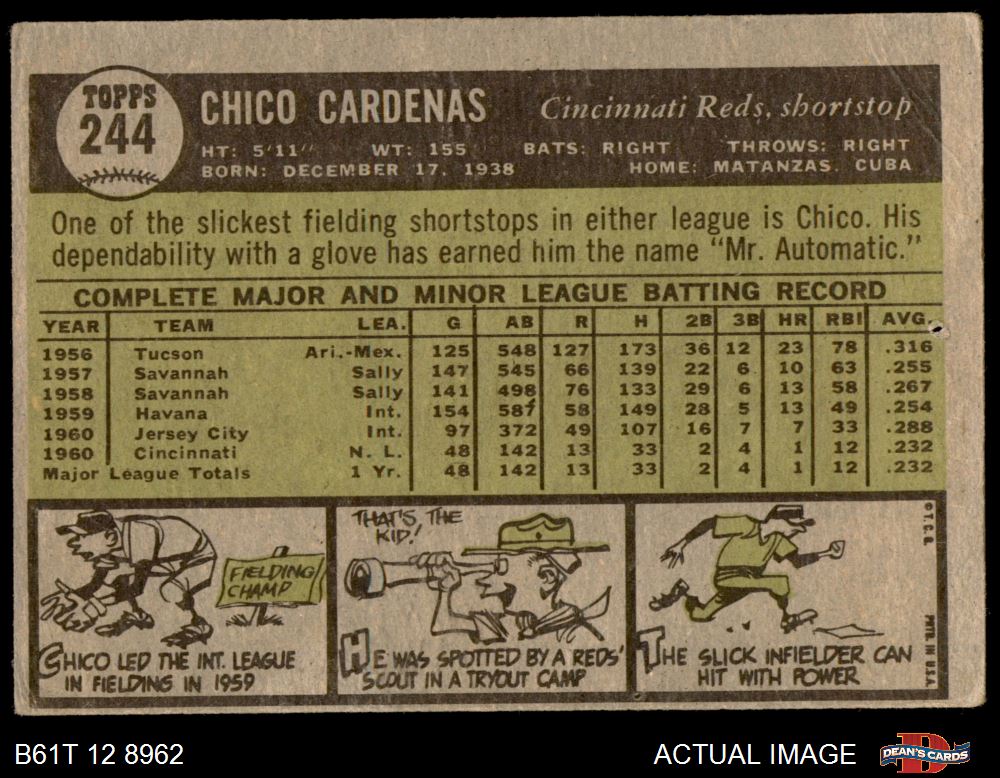 TOPPS
244
CHICO CARDENAS
Cincinnati Reds, shortstop
HT: 5'11" WT: 155 BATS: RIGHT THROWS: RIGHT
BORN: DECEMBER 17, 1938 HOME: MATANZAS, CUBA
One of the slickest fielding shortstops in either league is Chico. His
dependability with a glove has earned him the name "Mr. Automatic."
COMPLETE MAJOR AND MINOR LEAGUE BATTING RECORD
YEAR TEAM LEA. G AB R H 2B 3B HR RBI AVG.
1956 Tucson Ari.-Mex. 125 548 127 173 36 12 23 78 .316
1957 Savannah Sally 147 545 66 139 22 6 10 63 .255
1958 Savannah Sally 141 498 76 133 29 6 13 58 .267
1959 Havana Int. 154 587 58 149 28 5 13 49 .254
1960 Jersey City Int. 97 372 49 107 16 7 7 33 .288
1960 Cincinnati N. L. 48 142 13 33 2 4 1 12 .232
Major League Totals 1 Yr. 48 142 13 33 2 4 1 12 .232
FIELDING
CHAMP
CHICO LED THE INT. LEAGUE
IN FIELDING IN 1959
THAT'S THE
KID!
HE WAS SPOTTED BY A REDS'
SCOUT IN A TRYOUT CAMP
THE SLICK INFIELDER CAN
HIT WITH POWER
© T.C.G. PRTD. IN U.S.A.
B61T 12 8962
ACTUAL IMAGE
DEAN'S CARDS